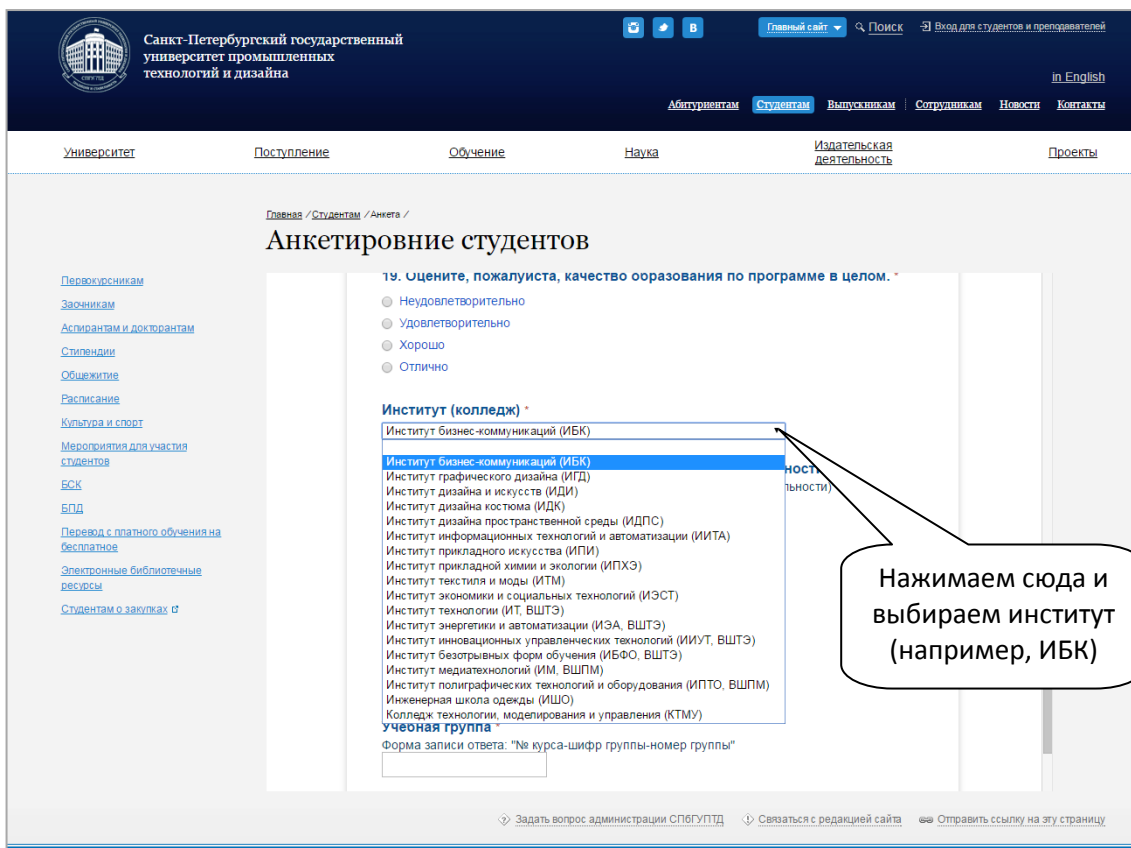 Санкт-Петербургский государственный
университет промышленных
технологий и дизайна
СПГУТД
В
Главный сайт
Поиск
Вход для студентов и преподавателей
in English
Абитуриентам Студентам Выпускникам Сотрудникам Новости Контакты
Университет Поступление Обучение Наука Издательская деятельность Проекты
Главная / Студентам / Анкета /
Анкетировние студентов
Первокурсникам
Заочникам
Аспирантам и докторантам
Стипендии
Общежитие
Расписание
Культура и спорт
Мероприятия для участия
студентов
БСК
БПД
Перевод с платного обучения на
бесплатное
Электронные библиотечные
ресурсы
Студентам о закупках
19. Оцените, пожалуйста, качество образования по программе в целом. *
Неудовлетворительно
Удовлетворительно
Хорошо
Отлично
Институт (колледж) *
Институт бизнес-коммуникаций (ИБК)
Институт бизнес-коммуникаций (ИБК)
Институт графического дизайна (ИГД)
Институт дизайна и искусств (ИДИ)
Институт дизайна костюма (ИДК)
Институт дизайна пространственной среды (ИДПС)
Институт информационных технологий и автоматизации (ИИТА)
Институт прикладного искусства (ИПИ)
Институт прикладной химии и экологии (ИПХЭ)
Институт текстиля и моды (ИТМ)
Институт экономики и социальных технологий (ИЭСТ)
Институт технологии (ИТ, ВШТЭ)
Институт энергетики и автоматизации (ИЭА, ВШТЭ)
Институт инновационных управленческих технологий (ИИУТ, ВШТЭ)
Институт безотрывных форм обучения (ИБФО, ВШТЭ)
Институт медиатехнологий (ИМ, ВШПМ)
Институт полиграфических технологий и оборудования (ИПТО, ВШПМ)
Инженерная школа одежды (ИШО)
Колледж технологии, моделирования и управления (КТМУ)
ност
льности)
Учебная группа *
Форма записи ответа: "№ курса-шифр группы-номер группы"
Нажимаем сюда и
выбираем институт
(например, ИБК)
Задать вопрос администрации СПбГУПТД
Связаться с редакцией сайта
Отправить ссылку на эту страницу